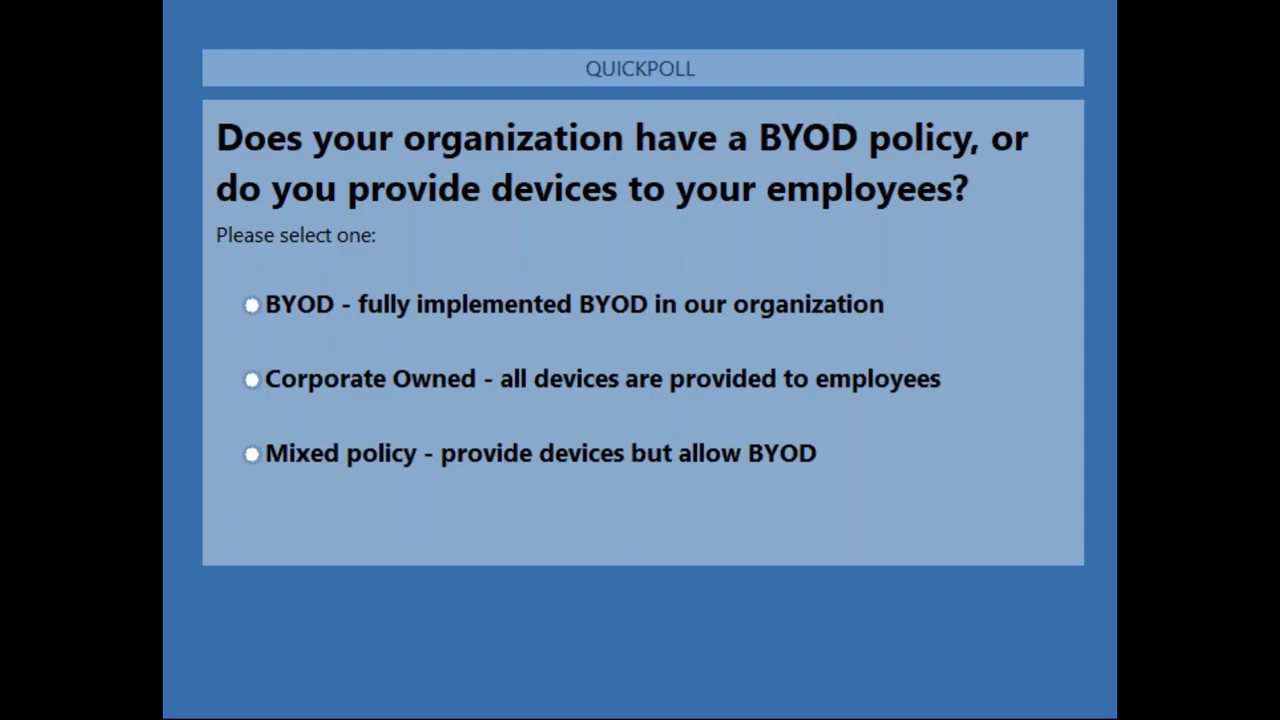 QUICKPOLL
Does your organization have a BYOD policy, or
do you provide devices to your employees?
Please select one:
BYOD - fully implemented BYOD in our organization
Corporate Owned - all devices are provided to employees
Mixed policy - provide devices but allow BYOD